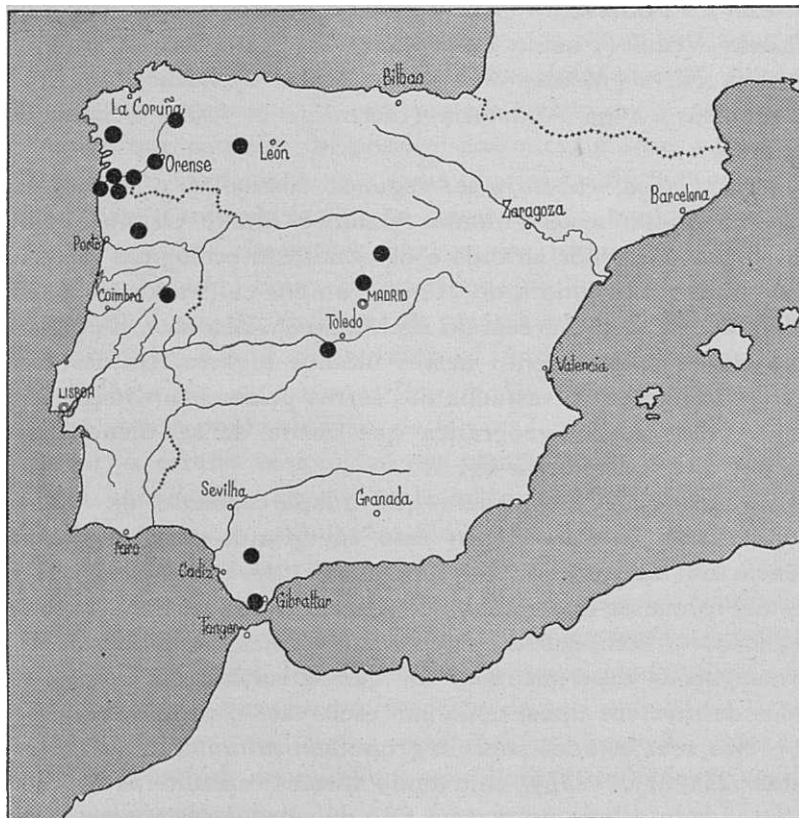 Bilbao
La Coruña
León
Orense
Zaragoza
Barcelona
Porto
MADRID
Coimbra
Toledo
Valencia
LISBOA
Sevilha
Granada
Faro
Cadiz
Gibraltar
Tanger